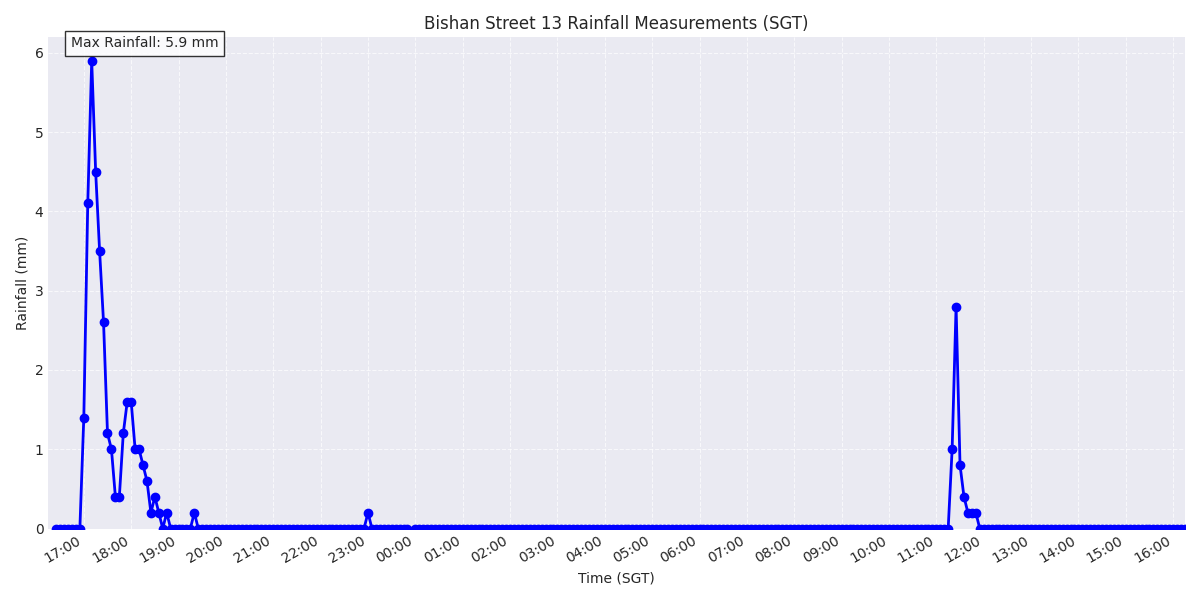 Bishan Street 13 Rainfall Measurements (SGT)
Max Rainfall: 5.9 mm
6
5
4
3
2
1
0
Rainfall (mm)
17:00 18:00 19:00 20:00 21:00 22:00 23:00 00:00 01:00 02:00 03:00 04:00 05:00 06:00 07:00 08:00 09:00 10:00 11:00 12:00 13:00 14:00 15:00 16:00
Time (SGT)